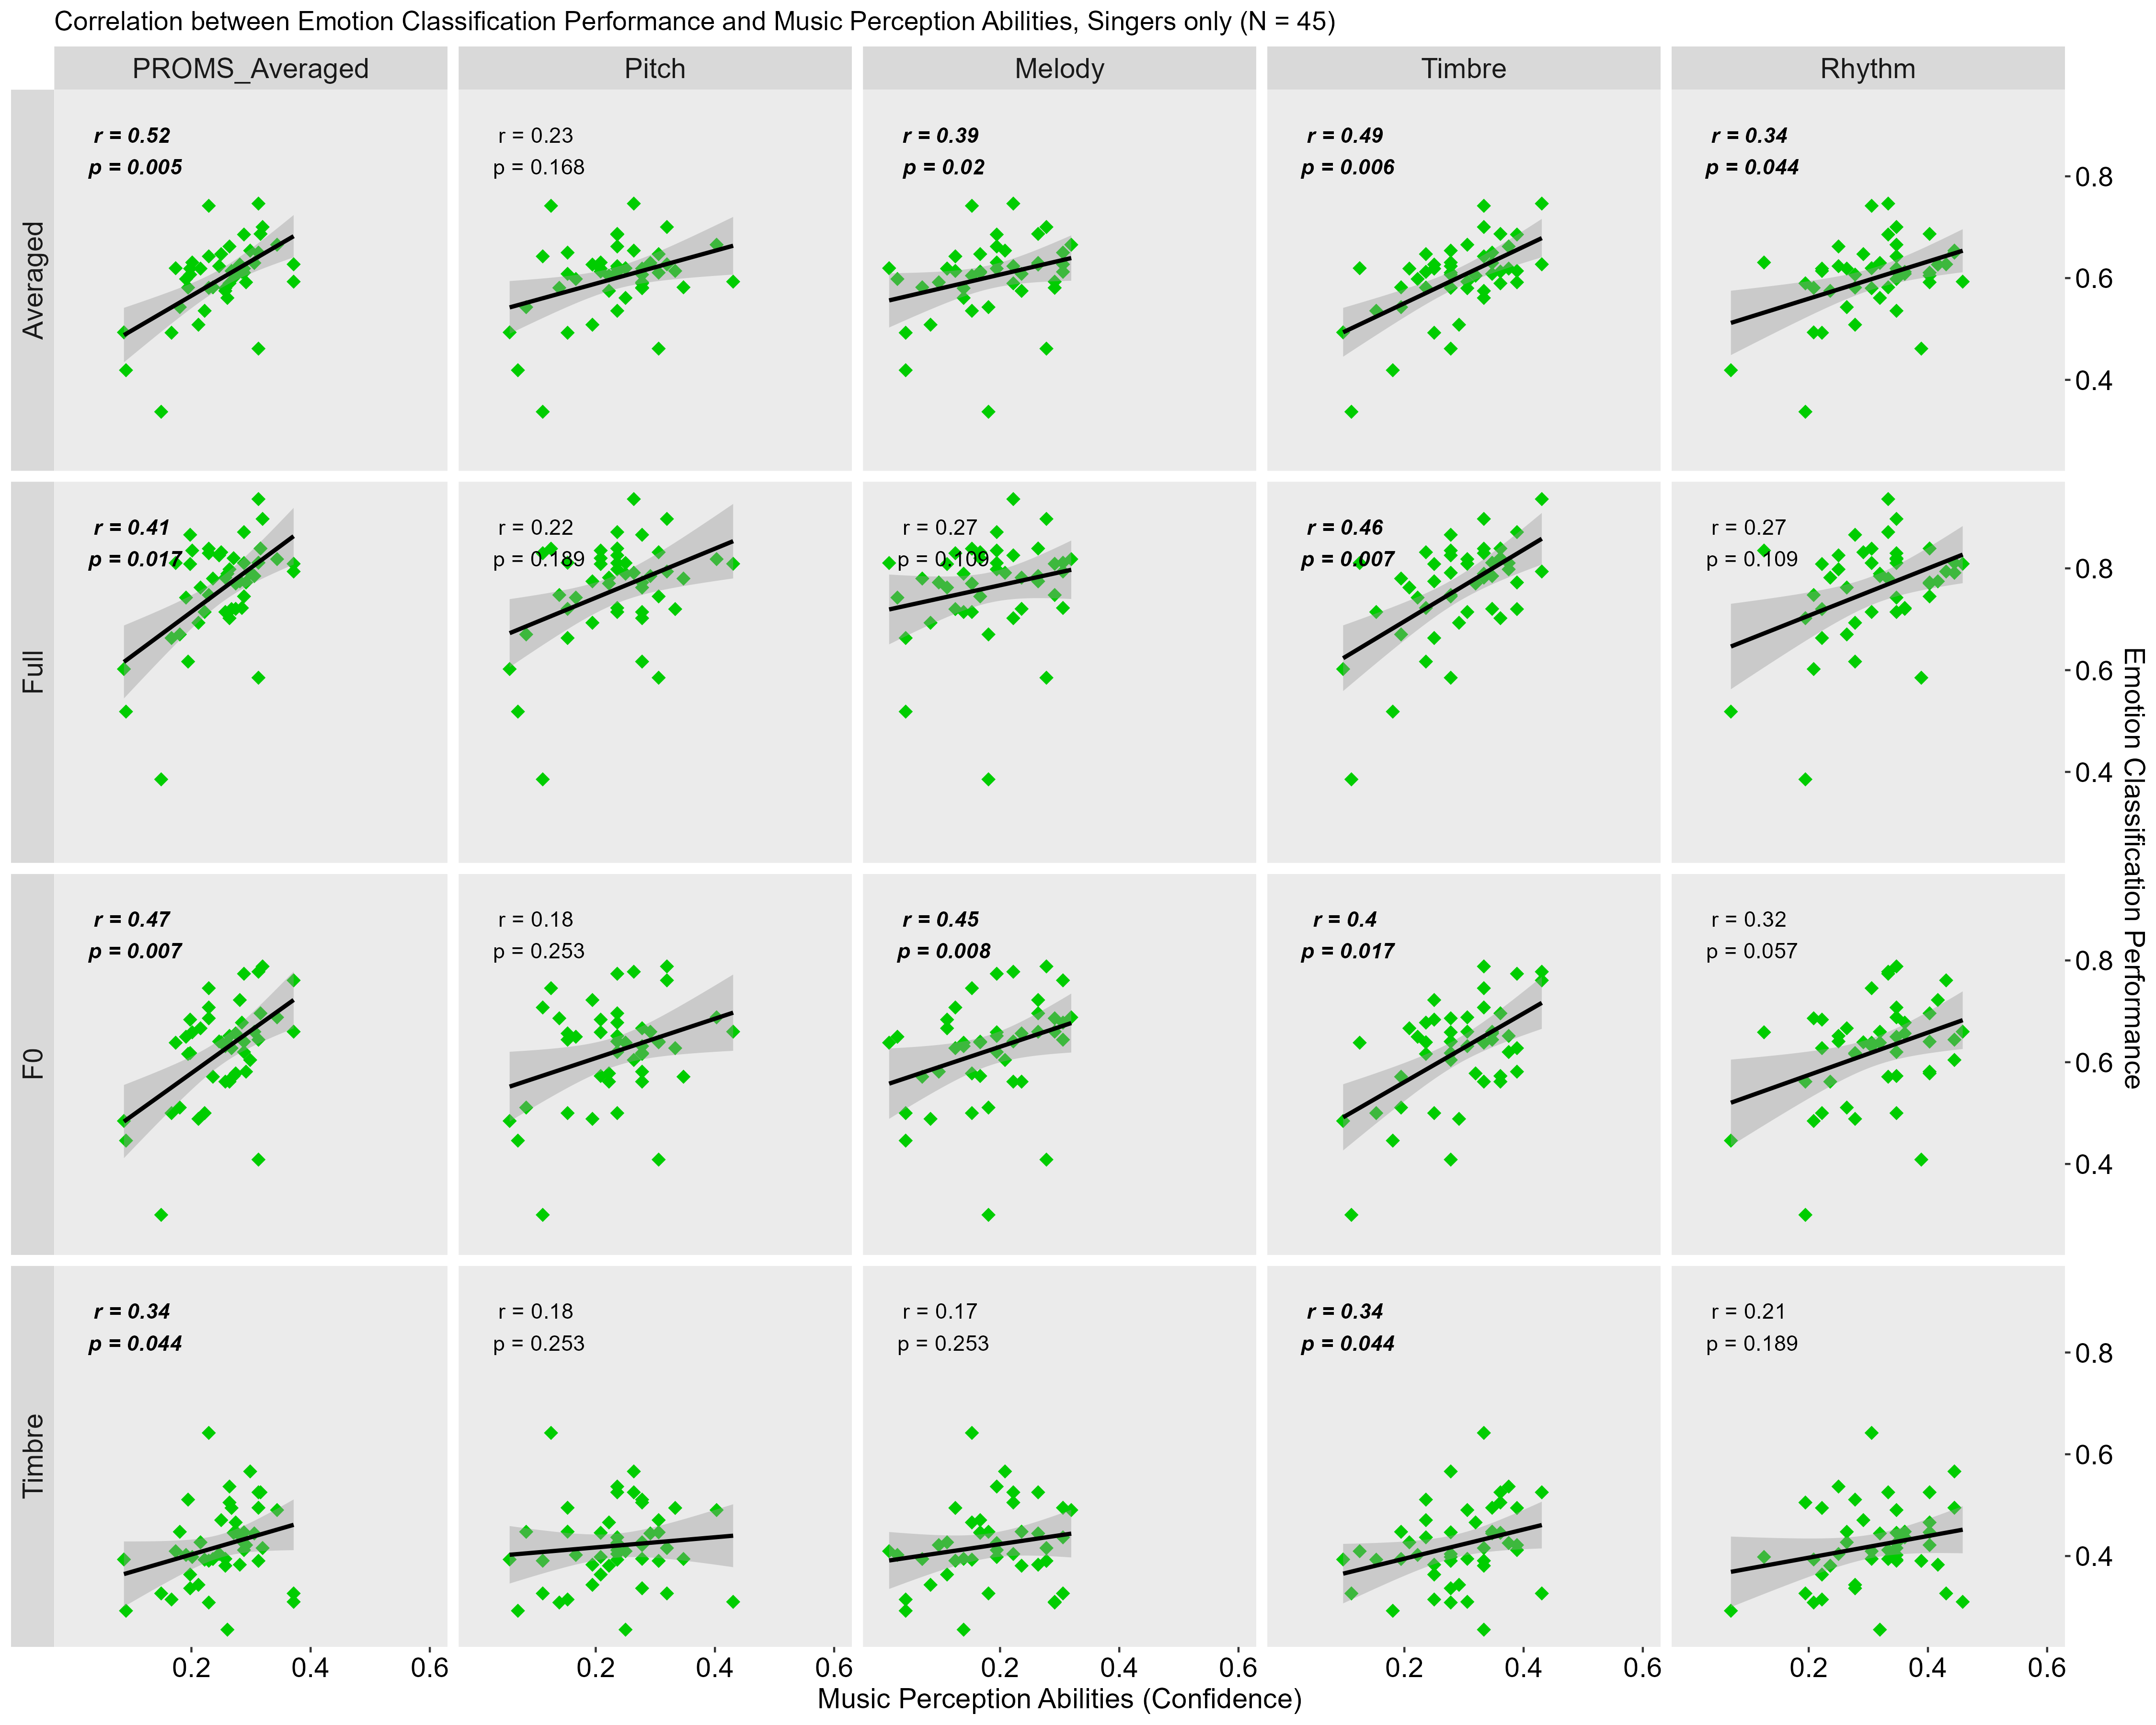 Correlation between Emotion Classification Performance and Music Perception Abilities, Singers only (N = 45)
PROMS_Averaged Pitch Melody Timbre Rhythm
Averaged
r = 0.52 r = 0.23 r = 0.39 r = 0.49 r = 0.34
p = 0.005 p = 0.168 p = 0.02 p = 0.006 p = 0.044
0.8
0.6
0.4
Full
r = 0.41 r = 0.22 r = 0.27 r = 0.46 r = 0.27
p = 0.017 p = 0.189 p = 0.109 p = 0.007 p = 0.109
0.8
0.6
0.4
F0
r = 0.47 r = 0.18 r = 0.45 r = 0.4 r = 0.32
p = 0.007 p = 0.253 p = 0.008 p = 0.017 p = 0.057
0.8
0.6
0.4
Timbre
r = 0.34 r = 0.18 r = 0.17 r = 0.34 r = 0.21
p = 0.044 p = 0.253 p = 0.253 p = 0.044 p = 0.189
0.8
0.6
0.4
Emotion Classification Performance
0.2 0.4 0.6 0.2 0.4 0.6 0.2 0.4 0.6 0.2 0.4 0.6 0.2 0.4 0.6
Music Perception Abilities (Confidence)